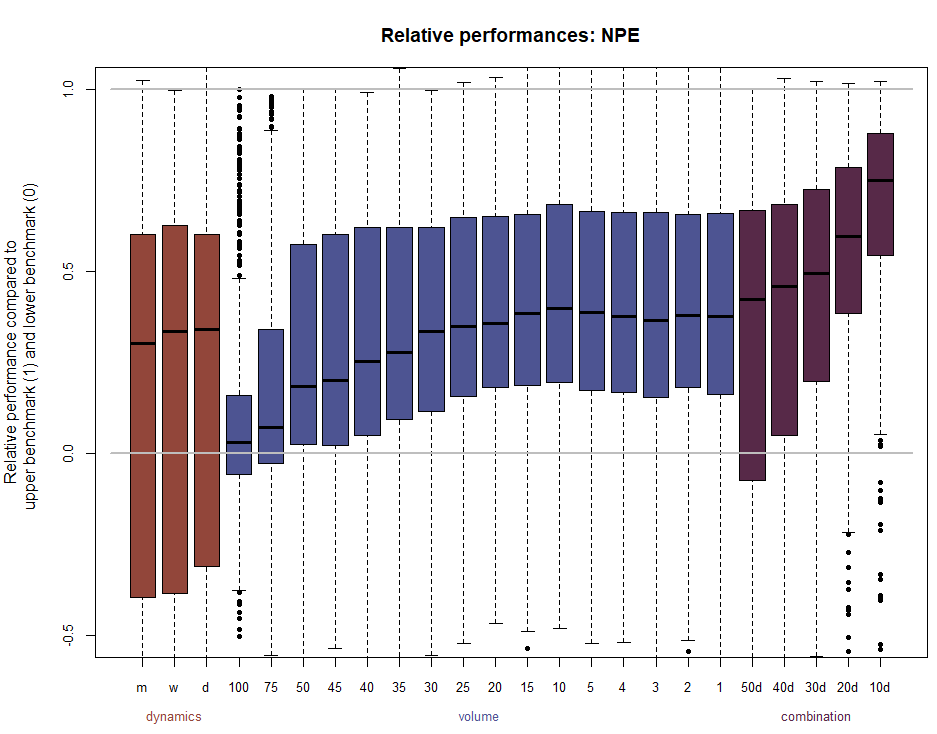 Relative performances: NPE
Relative performance compared to
upper benchmark (1) and lower benchmark (0)
1.0
0.5
0.0
-0.5
m w d 100 75 50 45 40 35 30 25 20 15 10 5 4 3 2 1 50d 40d 30d 20d 10d
dynamics volume combination